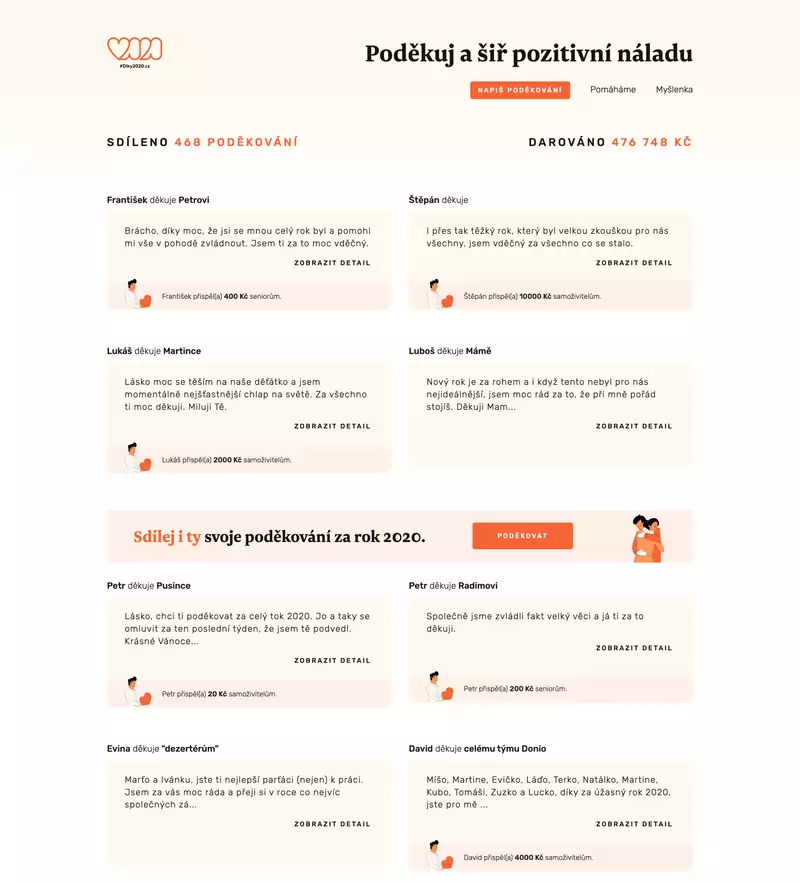 2020
#Díky2020.cz
Poděkuj a šiř pozitivní náladu
NAPIŠ PODĚKOVÁNÍ
Pomáháme
Myšlenka
SDÍLENO 468 PODĚKOVÁNÍ
DAROVÁNO 476 748 KČ
František děkuje Petrovi
Brácho, díky moc, že jsi se mnou celý rok byl a pomohl
mi vše v pohodě zvládnout. Jsem ti za to moc vděčný.
ZOBRAZIT DETAIL
František přispěl(a) 400 Kč seniorům.
Štěpán děkuje
I přes tak těžký rok, který byl velkou zkouškou pro nás
všechny, jsem vděčný za všechno co se stalo.
ZOBRAZIT DETAIL
Štěpán přispěl(a) 10000 Kč samoživitelům.
Lukáš děkuje Martince
Lásko moc se těším na naše děťátko a jsem
momentálně nejšťastnější chlap na světě. Za všechno
ti moc děkuji. Miluji Tě.
ZOBRAZIT DETAIL
Lukáš přispěl(a) 2000 Kč samoživitelům.
Luboš děkuje Mámě
Nový rok je za rohem a i když tento nebyl pro nás
nejideálnější, jsem moc rád za to, že při mně pořád
stojíš. Děkuji Mam...
ZOBRAZIT DETAIL
Sdílej i ty svoje poděkování za rok 2020.
PODĚKOVAT
Petr děkuje Pusince
Lásko, chci ti poděkovat za celý tok 2020. Jo a taky se
omluvit za ten poslední týden, že jsem tě podvedl.
Krásné Vánoce...
ZOBRAZIT DETAIL
Petr přispěl(a) 20 Kč samoživitelům.
Petr děkuje Radimovi
Společně jsme zvládli fakt velký věci a já ti za to
děkuji.
ZOBRAZIT DETAIL
Petr přispěl(a) 200 Kč seniorům.
Evina děkuje "dezertérům"
Marťo a Ivánku, jste ti nejlepší parťáci (nejen) k práci.
Jsem za vás moc ráda a přeji si v roce co nejvíc
společných zá...
ZOBRAZIT DETAIL
David děkuje celému týmu Donio
Míšo, Martine, Evičko, Láďo, Terko, Natálko, Martine,
Kubo, Tomáši, Zuzko a Lucko, díky za úžasný rok 2020,
jste pro mě ...
ZOBRAZIT DETAIL
David přispěl(a) 4000 Kč samoživitelům.